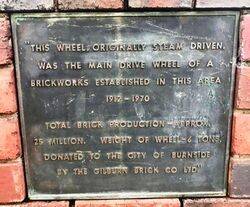 "THIS WHEEL, ORIGINALLY STEAM DRIVEN,
WAS THE MAIN DRIVE WHEEL OF A
BRICKWORKS ESTABLISHED IN THIS AREA
1912 - 1970
TOTAL BRICK PRODUCTION - APPROX.
25 MILLION. WEIGHT OF WHEEL - 6 TONS.
DONATED TO THE CITY OF BURNSIDE
BY THE GILBURN BRICK CO LTD"